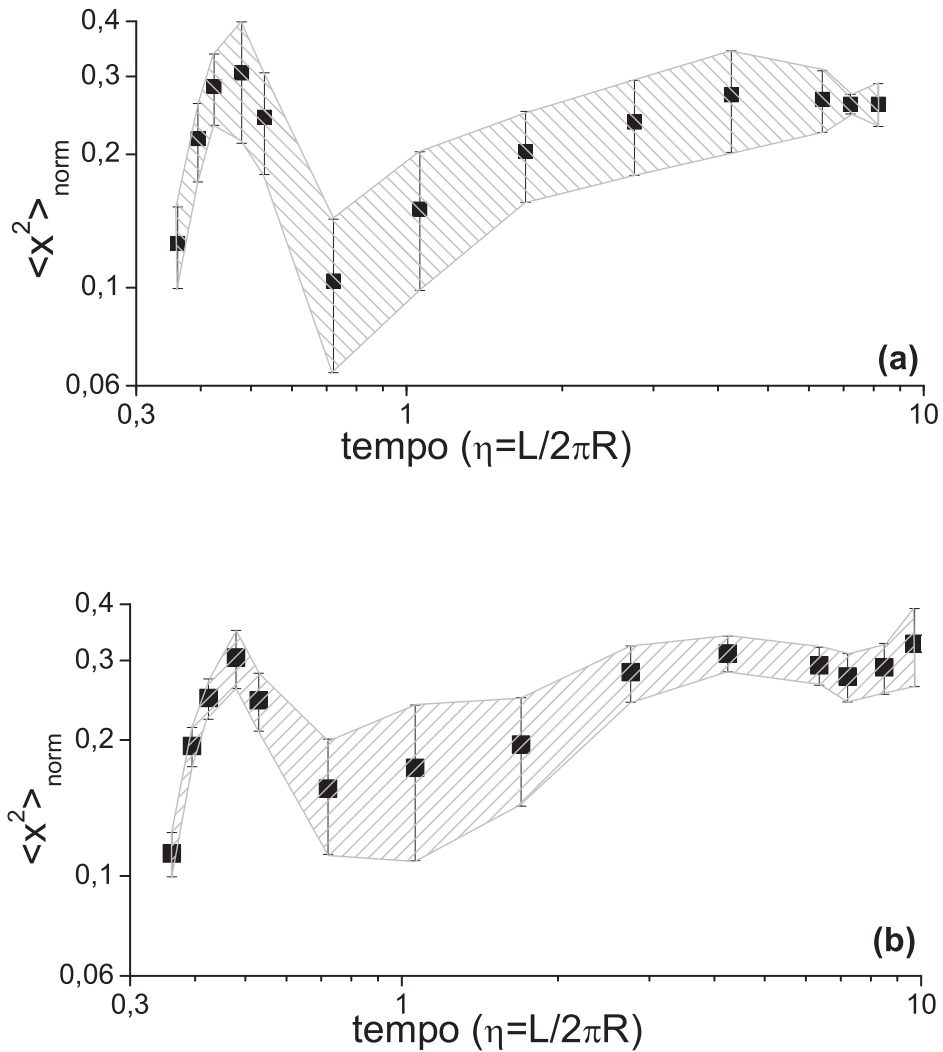 0,4
0,3
0,2
0,1
0,06
<x²> norm
(a)
0,3 1 10
tempo (η=L/2πR)
0,4
0,3
0,2
0,1
0,06
<x²> norm
(b)
0,3 1 10
tempo (η=L/2πR)